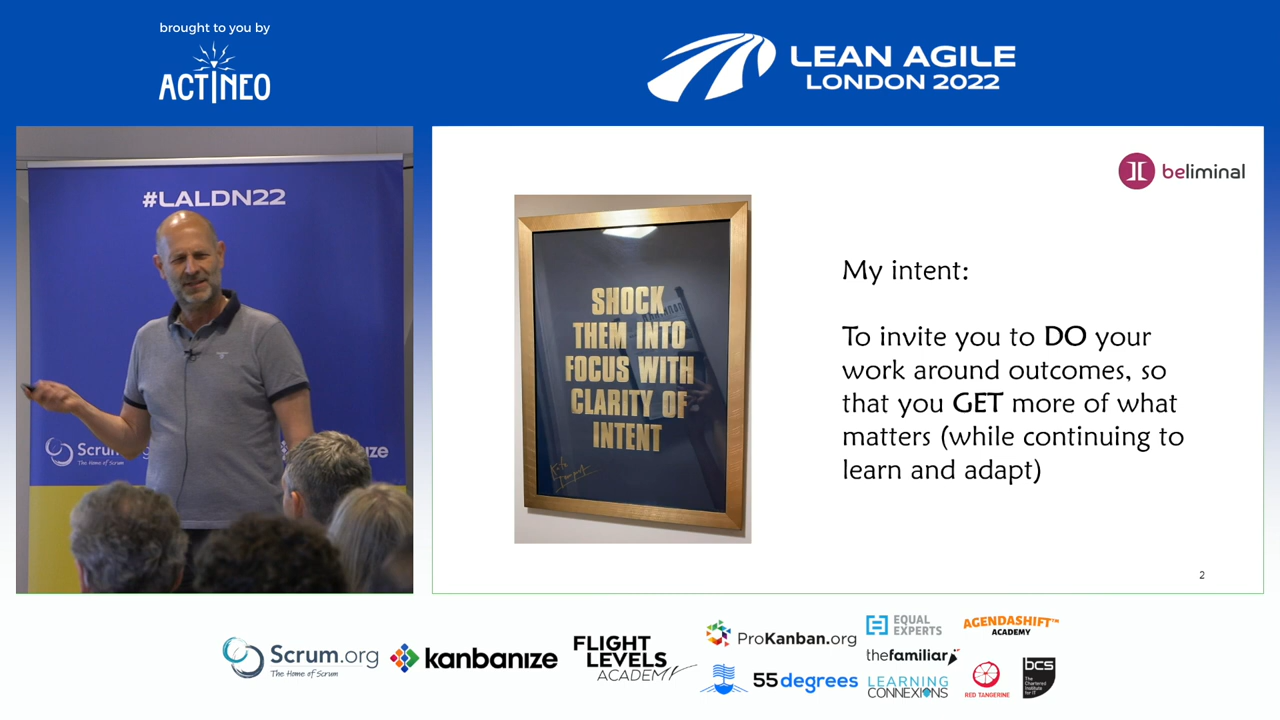 brought to you by
ACTINEO
LEAN AGILE
LONDON 2022
#LALDN22
Scrum
The Home of Scrum
beliminal
SHOCK
THEM INTO
FOCUS WITH
CLARITY OF
INTENT
My intent:
To invite you to DO your
work around outcomes, so
that you GET more of what
matters (while continuing to
learn and adapt)
2
Scrum.org
The Home of Scrum
kanbanize
FLIGHT
LEVELS
ACADEMY
ProKanban.org
55degrees
EQUAL
EXPERTS
thefamiliar
LEARNING
CONNEXIONS
AGENDASHIFT™
ACADEMY
RED TANGERINE
bcs
The
Chartered
Institute
for IT